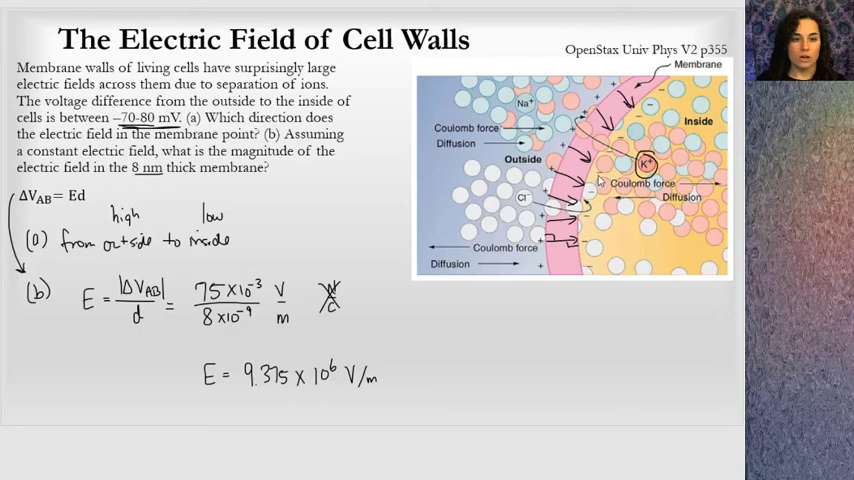 The Electric Field of Cell Walls
OpenStax Univ Phys V2 p355
Membrane walls of living cells have surprisingly large
electric fields across them due to separation of ions.
The voltage difference from the outside to the inside of
cells is between –70-80 mV. (a) Which direction does
the electric field in the membrane point? (b) Assuming
a constant electric field, what is the magnitude of the
electric field in the 8 nm thick membrane?
ΔV_AB = Ed
high low
(a) from outside to inside
(b) E = |ΔV_AB| / d = 75×10⁻³ / 8×10⁻⁹ V/m
E = 9.375 × 10⁶ V/m
Membrane
Na⁺
Inside
Coulomb force
Diffusion
Outside
K⁺
Coulomb force
Diffusion
Cl⁻
Coulomb force
Diffusion